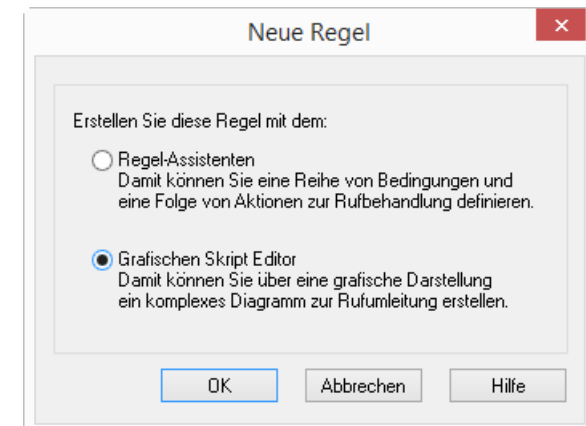 Neue Regel
Erstellen Sie diese Regel mit dem:
Regel-Assistenten
Damit können Sie eine Reihe von Bedingungen und
eine Folge von Aktionen zur Rufbehandlung definieren.
Grafischen Skript Editor
Damit können Sie über eine grafische Darstellung
ein komplexes Diagramm zur Rufumleitung erstellen.
OK Abbrechen Hilfe